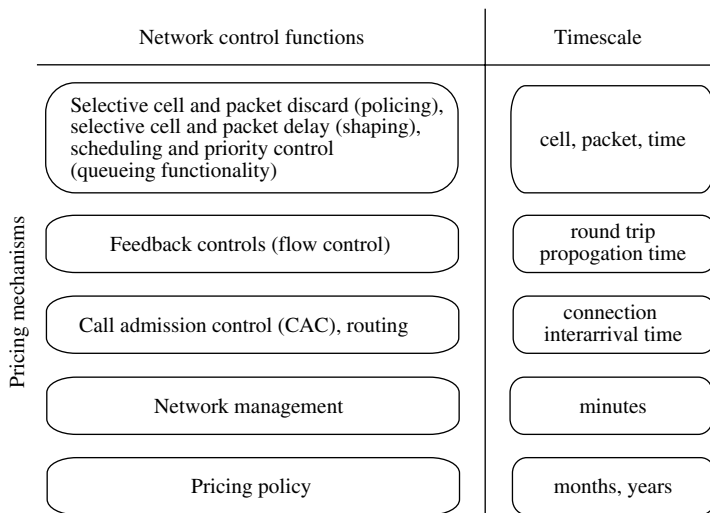 Network control functions
Timescale
Selective cell and packet discard (policing),
selective cell and packet delay (shaping),
scheduling and priority control
(queueing functionality)
cell, packet, time
Pricing mechanisms
Feedback controls (flow control)
round trip
propogation time
Call admission control (CAC), routing
connection
interarrival time
Network management
minutes
Pricing policy
months, years